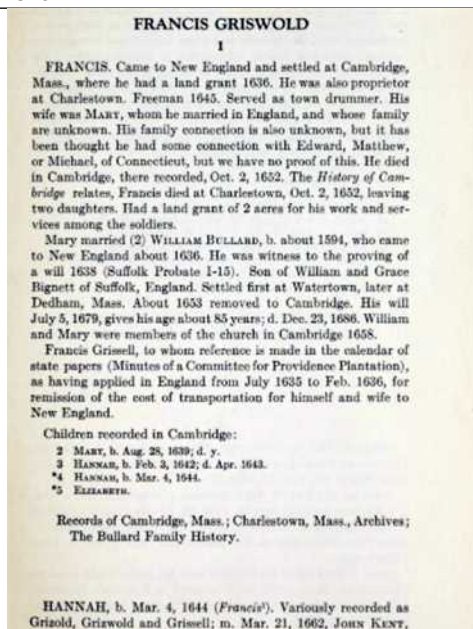 FRANCIS GRISWOLD
I
FRANCIS. Came to New England and settled at Cambridge,
Mass., where he had a land grant 1636. He was also proprietor
at Charlestown. Freeman 1645. Served as town drummer. His
wife was MARY, whom he married in England, and whose family
are unknown. His family connection is also unknown, but it has
been thought he had some connection with Edward, Matthew,
or Michael, of Connecticut, but we have no proof of this. He died
in Cambridge, there recorded, Oct. 2, 1652. The History of Cam-
bridge relates, Francis died at Charlestown, Oct. 2, 1652, leaving
two daughters. Had a land grant of 2 acres for his work and ser-
vices among the soldiers.
Mary married (2) WILLIAM BULLARD, b. about 1594, who came
to New England about 1636. He was witness to the proving of
a will 1638 (Suffolk Probate I-15). Son of William and Grace
Bignett of Suffolk, England. Settled first at Watertown, later at
Dedham, Mass. About 1653 removed to Cambridge. His will
July 5, 1679, gives his age about 85 years; d. Dec. 23, 1686. William
and Mary were members of the church in Cambridge 1658.
Francis Grissell, to whom reference is made in the calendar of
state papers (Minutes of a Committee for Providence Plantation),
as having applied in England from July 1635 to Feb. 1636, for
remission of the cost of transportation for himself and wife to
New England.
Children recorded in Cambridge:
2 MARY, b. Aug. 28, 1639; d. y.
3 HANNAH, b. Feb. 3, 1642; d. Apr. 1643.
*4 HANNAH, b. Mar. 4, 1644.
*5 ELIZABETH.
Records of Cambridge, Mass.; Charlestown, Mass., Archives;
The Bullard Family History.
HANNAH, b. Mar. 4, 1644 (Francis¹). Variously recorded as
Grizold, Grizwold and Grissell; m. Mar. 21, 1662, JOHN KENT,